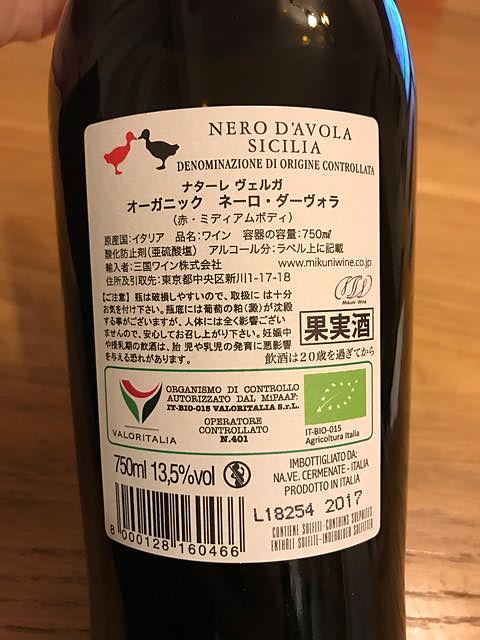 NERO D'AVOLA
SICILIA
DENOMINAZIONE DI ORIGINE CONTROLLATA
ナターレ ヴェルガ
オーガニック ネーロ・ダーヴォラ
(赤・ミディアムボディ)
原産国:イタリア 品名:ワイン 容器の容量:750㎖
酸化防止剤(亜硫酸塩) アルコール分:ラベル上に記載
輸入者:三国ワイン株式会社 www.mikuniwine.co.jp
住所及引取先:東京都中央区新川1-17-18
【ご注意】瓶は破損しやすいので、取扱には十分
お気を付け下さい。瓶底には葡萄の粕(澱)が沈殿
する事がございますが、人体には全く影響ござい
ませんので、安心してお召し上がり下さい。妊娠中
や授乳期の飲酒は、胎児や乳児の発育に悪影響
を与える恐れがあります。
Mikuni Wine
果実酒
飲酒は20歳を過ぎてから
VALORITALIA
ORGANISMO DI CONTROLLO
AUTORIZZATO DAL MiPAAF:
IT-BIO-015 VALORITALIA S.r.L.
OPERATORE
CONTROLLATO
N.401
IT-BIO-015
Agricoltura Italia
750ml 13,5%vol
IMBOTTIGLIATO DA:
NA.VE. CERMENATE - ITALIA
PRODOTTO IN ITALIA
L18254 2017
CONTIENE SOLFITI-CONTAINS SULPHITES
ENTHÄLT SULFITE-INDEHOLDER SULFITTER
8 000128 160466